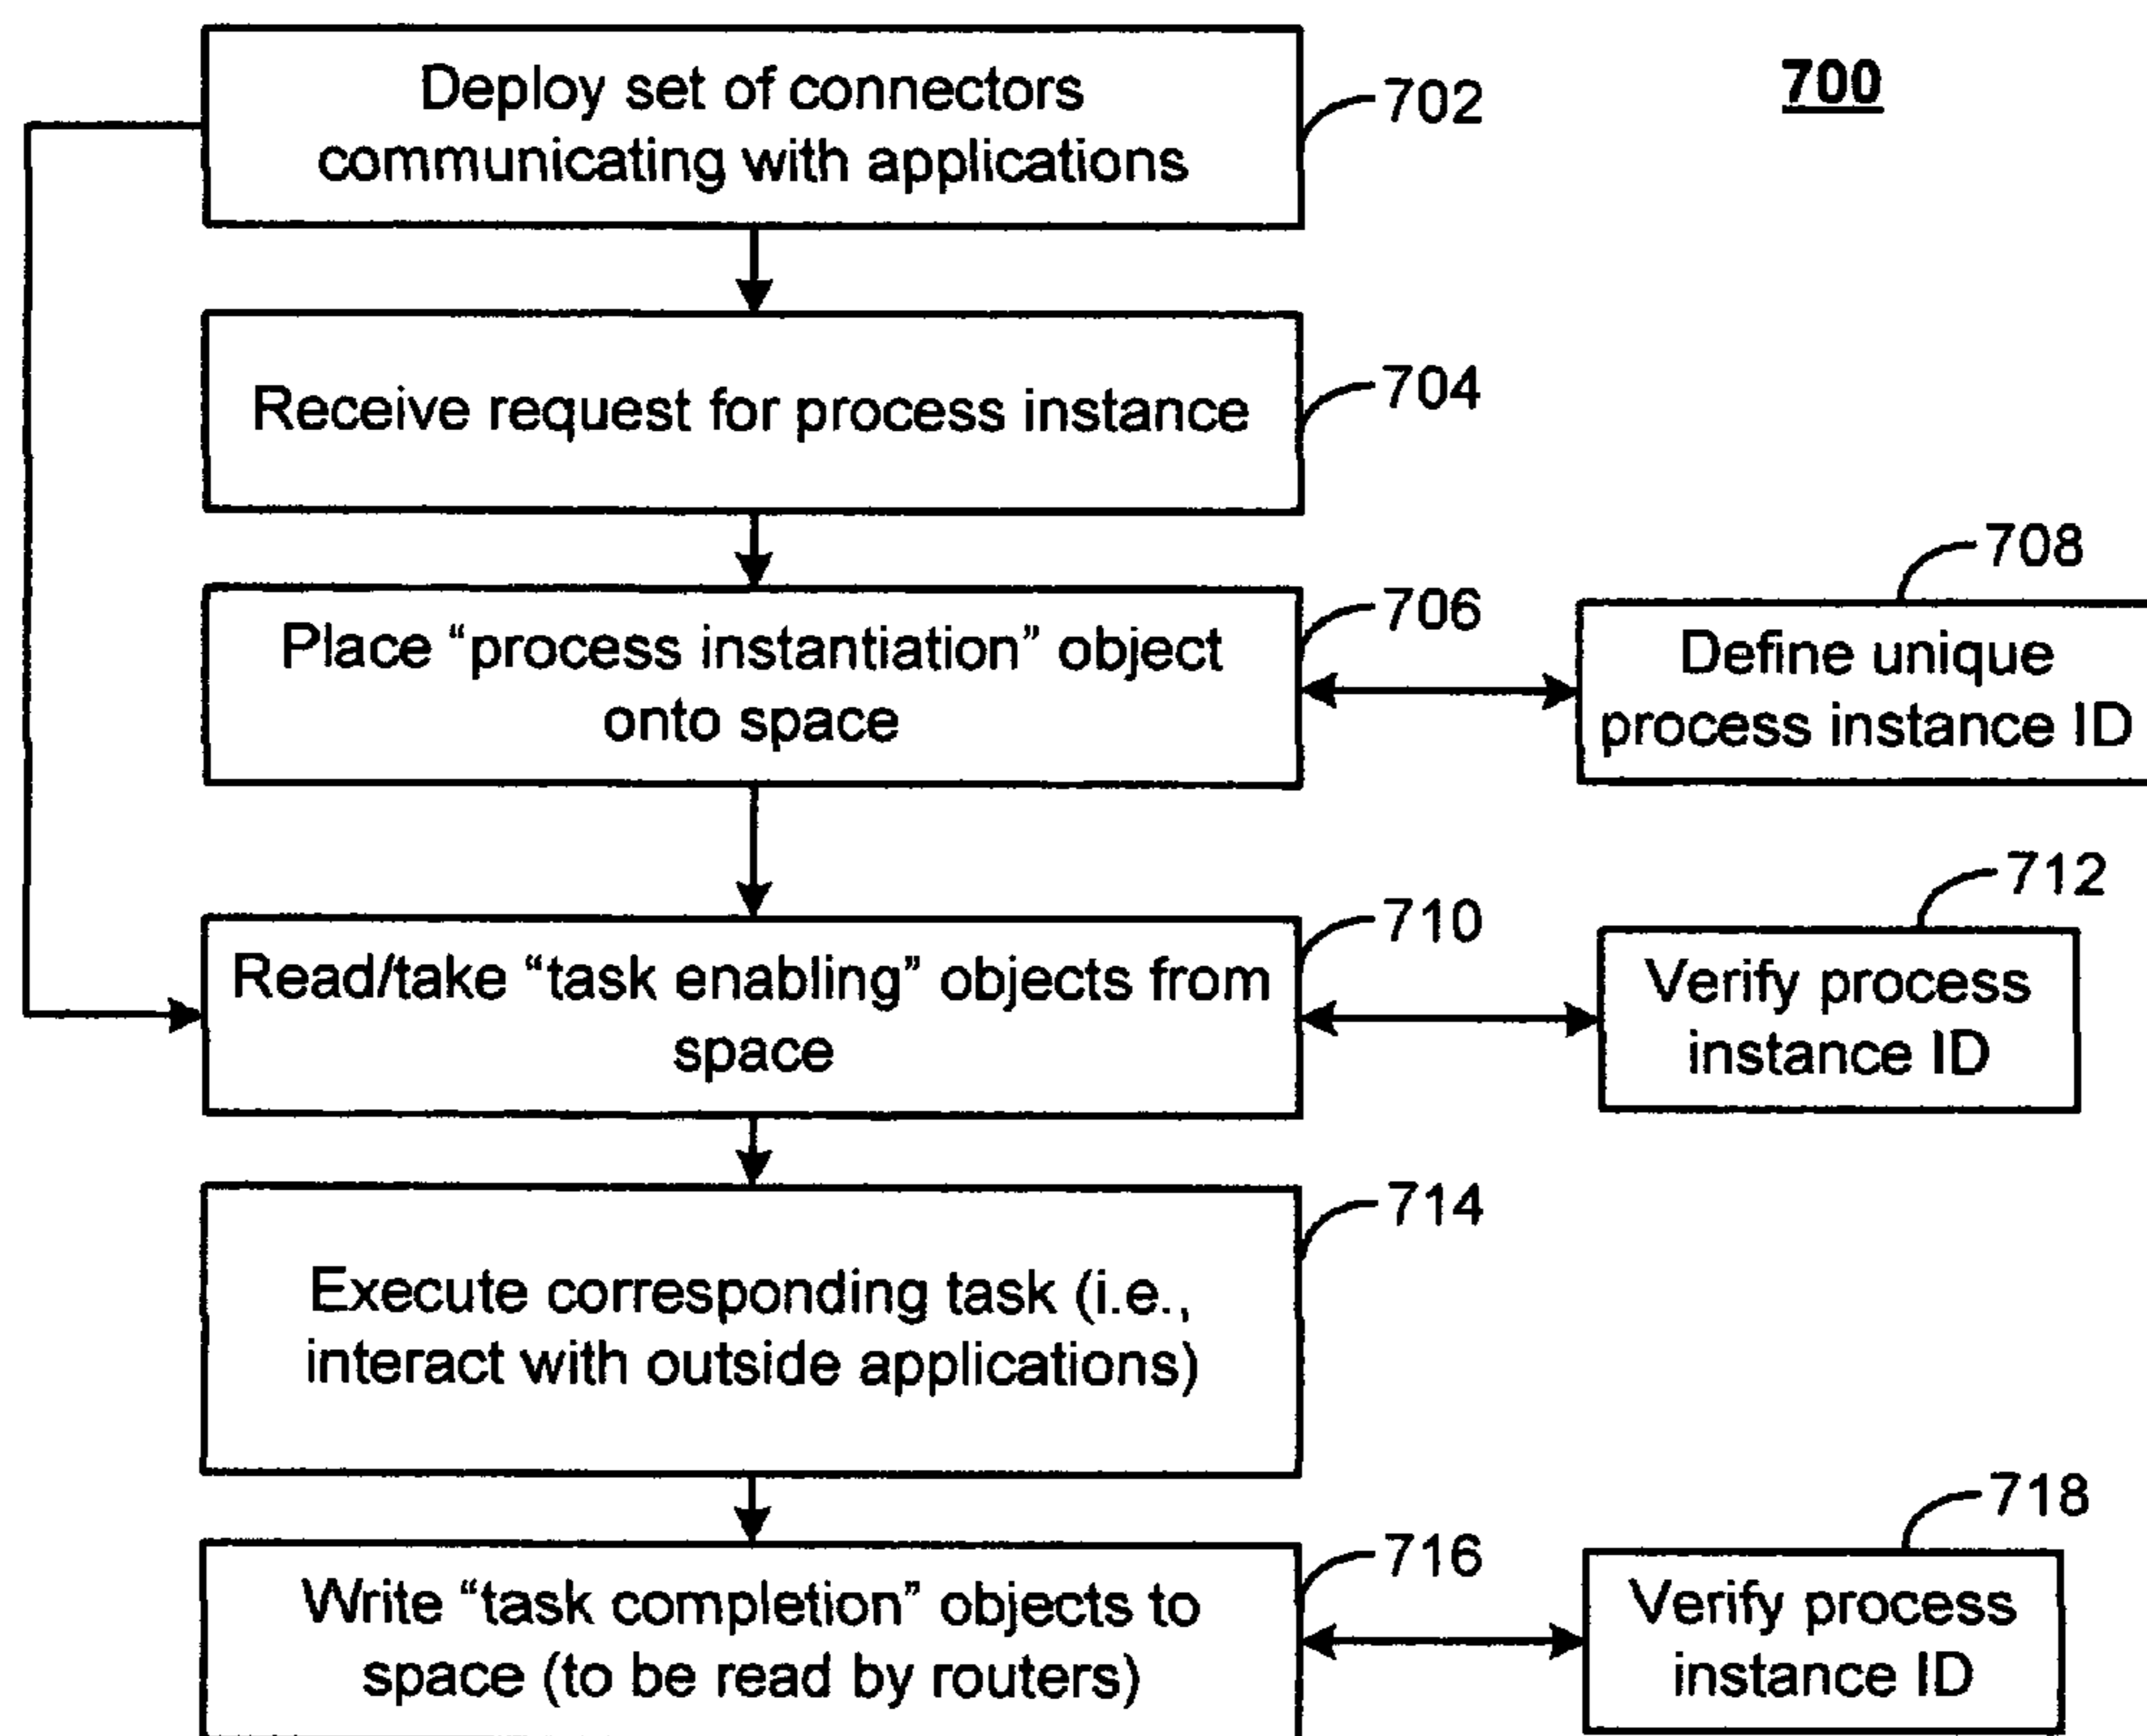 Deploy set of connectors
communicating with applications
702
700
Receive request for process instance
704
Place “process instantiation” object
onto space
706
708
Define unique
process instance ID
Read/take “task enabling” objects from
space
710
712
Verify process
instance ID
Execute corresponding task (i.e.,
interact with outside applications)
714
Write “task completion” objects to
space (to be read by routers)
716
718
Verify process
instance ID